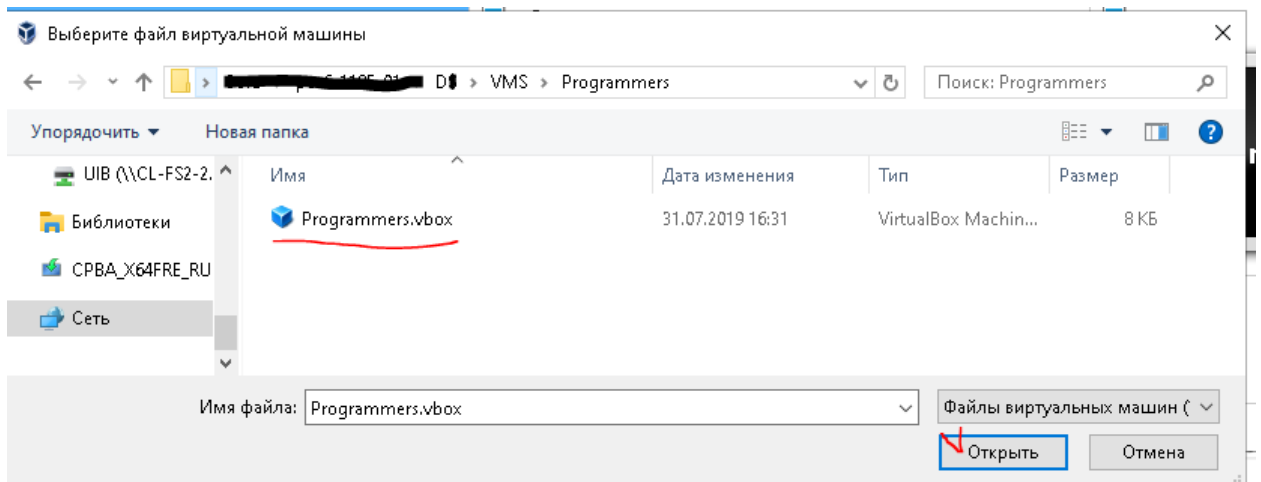 Выберите файл виртуальной машины
D$ > VMS > Programmers
Поиск: Programmers
Упорядочить
Новая папка
UIB (\\CL-FS2-2.
Имя
Дата изменения
Тип
Размер
Programmers.vbox
31.07.2019 16:31
VirtualBox Machin...
8 КБ
Библиотеки
CPBA_X64FRE_RU
Сеть
Имя файла:
Programmers.vbox
Файлы виртуальных машин (
Открыть
Отмена